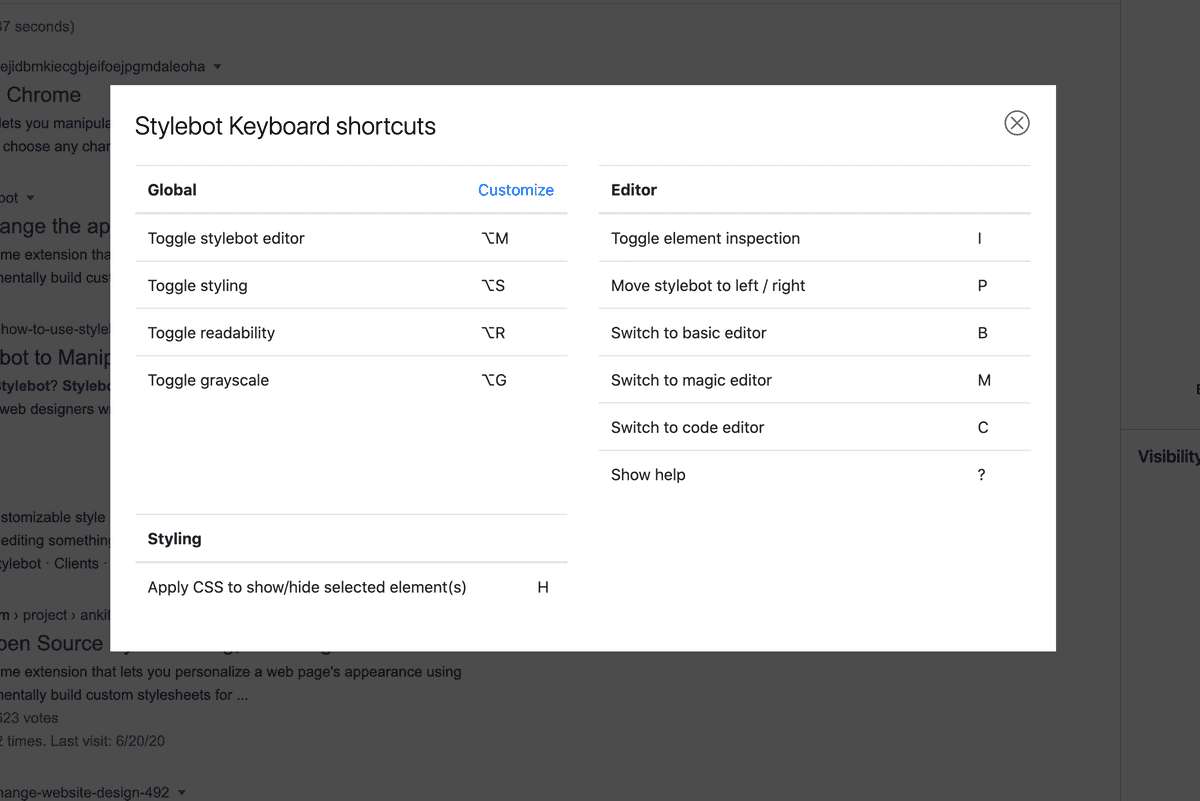 37 seconds)
ejidbmkiecgbjeifoejpgmdaleoha
Chrome
lets you manipula
choose any char
bot
ange the ap
me extension tha
nentally build cust
how-to-use-style
bot to Manip
Stylebot? Stylebo
web designers w
stomizable style
editing something
tylebot · Clients ·
m › project › ankit
pen Source
me extension that lets you personalize a web page's appearance using
nentally build custom stylesheets for ...
623 votes
2 times. Last visit: 6/20/20
hange-website-design-492
Stylebot Keyboard shortcuts
Global Customize
Toggle stylebot editor ⌥M
Toggle styling ⌥S
Toggle readability ⌥R
Toggle grayscale ⌥G
Editor
Toggle element inspection I
Move stylebot to left / right P
Switch to basic editor B
Switch to magic editor M
Switch to code editor C
Show help ?
Styling
Apply CSS to show/hide selected element(s) H
Visibility